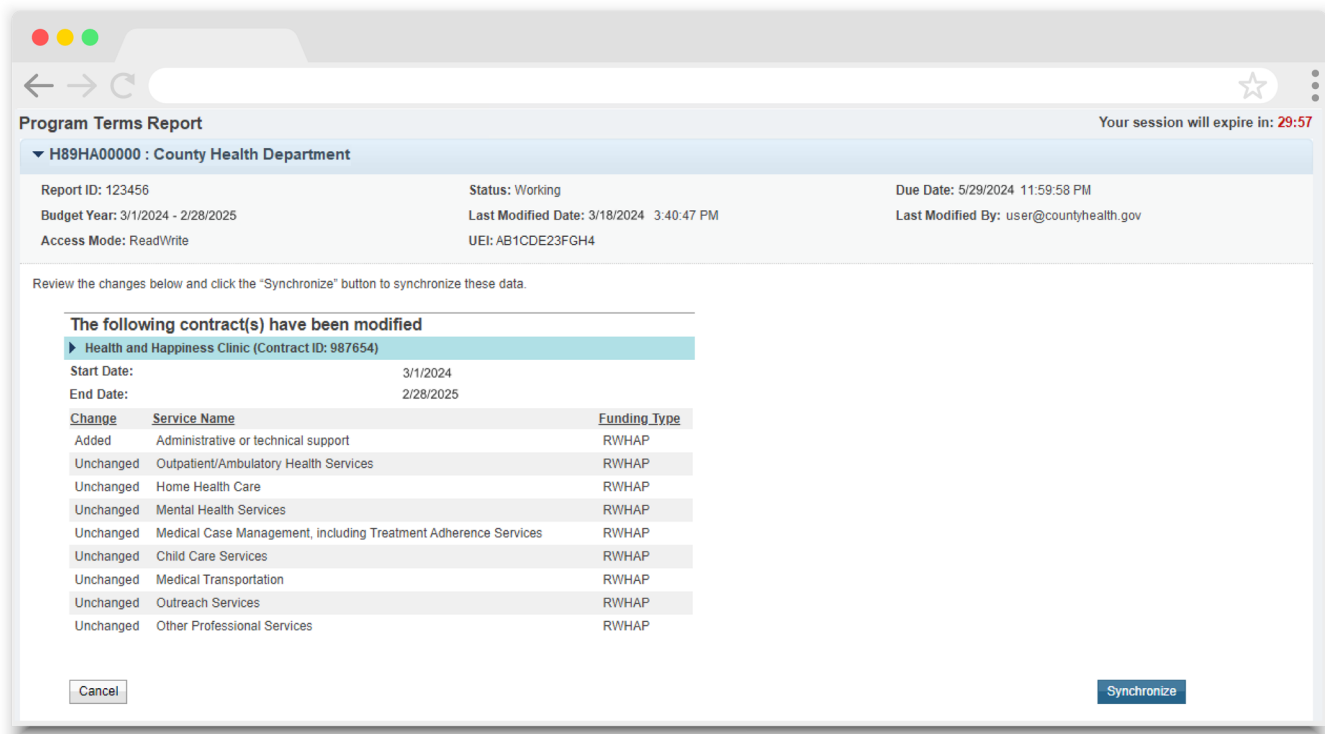 Program Terms Report Your session will expire in: 29:57
H89HA00000 : County Health Department
Report ID: 123456 Status: Working Due Date: 5/29/2024 11:59:58 PM
Budget Year: 3/1/2024 - 2/28/2025 Last Modified Date: 3/18/2024 3:40:47 PM Last Modified By: user@countyhealth.gov
Access Mode: ReadWrite UEI: AB1CDE23FGH4
Review the changes below and click the “Synchronize” button to synchronize these data.
The following contract(s) have been modified
Health and Happiness Clinic (Contract ID: 987654)
Start Date: 3/1/2024
End Date: 2/28/2025
Change Service Name Funding Type
Added Administrative or technical support RWHAP
Unchanged Outpatient/Ambulatory Health Services RWHAP
Unchanged Home Health Care RWHAP
Unchanged Mental Health Services RWHAP
Unchanged Medical Case Management, including Treatment Adherence Services RWHAP
Unchanged Child Care Services RWHAP
Unchanged Medical Transportation RWHAP
Unchanged Outreach Services RWHAP
Unchanged Other Professional Services RWHAP
Cancel Synchronize